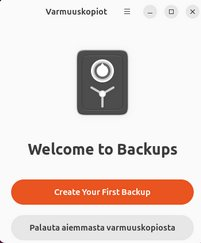 Varmuuskopiot
Welcome to Backups
Create Your First Backup
Palauta aiemmasta varmuuskopiosta